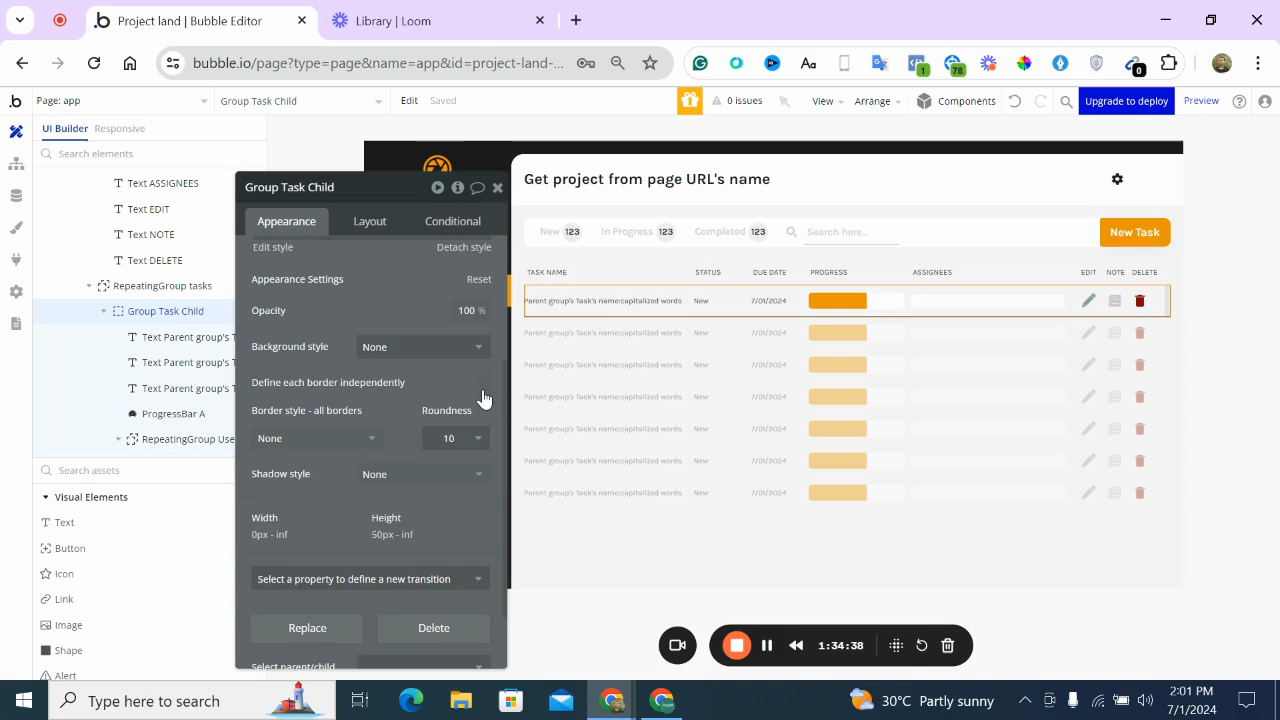 Project land | Bubble Editor
Library | Loom
bubble.io/page?type=page&name=app&id=project-land-...
1
78
0
Page: app
Group Task Child
Edit
Saved
0 issues
View
Arrange
Components
Upgrade to deploy
Preview
UI Builder
Responsive
Search elements
Text ASSIGNEES
Text EDIT
Text NOTE
Text DELETE
RepeatingGroup tasks
Group Task Child
Text Parent group's T
Text Parent group's T
Text Parent group's T
ProgressBar A
RepeatingGroup Use
Search assets
Visual Elements
Text
Button
Icon
Link
Image
Shape
Alert
Group Task Child
Appearance
Layout
Conditional
Edit style
Detach style
Appearance Settings
Reset
Opacity
100 %
Background style
None
Define each border independently
Border style - all borders
Roundness
None
10
Shadow style
None
Width
Height
0px - inf
50px - inf
Select a property to define a new transition
Replace
Delete
Select parent/child
Get project from page URL's name
New 123
In Progress 123
Completed 123
Search here...
New Task
TASK NAME
STATUS
DUE DATE
PROGRESS
ASSIGNEES
EDIT
NOTE
DELETE
Parent group's Task's name:capitalized words New 7/01/2024
Parent group's Task's name:capitalized words New 7/01/2024
Parent group's Task's name:capitalized words New 7/01/2024
Parent group's Task's name:capitalized words New 7/01/2024
Parent group's Task's name:capitalized words New 7/01/2024
Parent group's Task's name:capitalized words New 7/01/2024
Parent group's Task's name:capitalized words New 7/01/2024
1:34:38
Type here to search
30°C Partly sunny
2:01 PM
7/1/2024